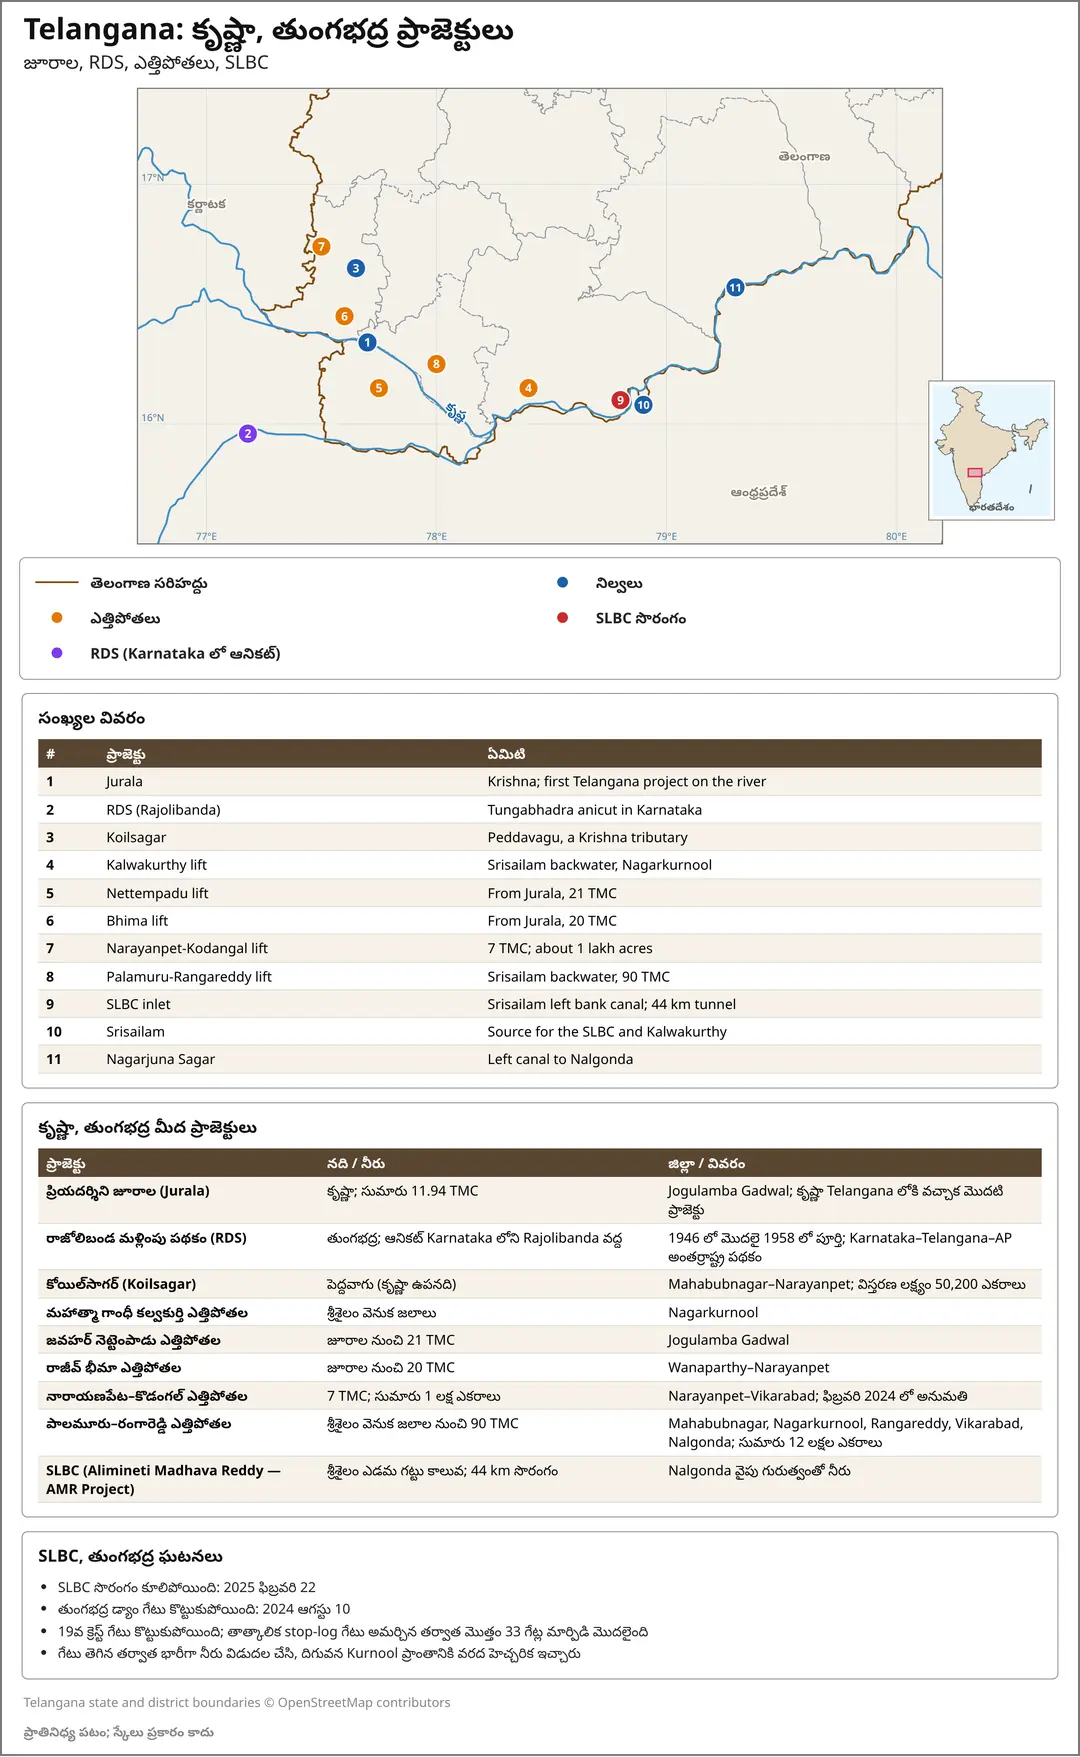 Telangana: కృష్ణా, తుంగభద్ర ప్రాజెక్టులు
జూరాల, RDS, ఎత్తిపోతలు, SLBC
తెలంగాణ
17°N
కర్ణాటక
7
3
11
6
1
8
5
4
9
10
కృష్ణ
16°N
2
ఆంధ్రప్రదేశ్
భారతదేశం
77°E
78°E
79°E
80°E
తెలంగాణ సరిహద్దు
నిల్వలు
ఎత్తిపోతలు
SLBC సొరంగం
RDS (Karnataka లో ఆనికట్)
సంఖ్యల వివరం
# ప్రాజెక్టు ఏమిటి
1 Jurala Krishna; first Telangana project on the river
2 RDS (Rajolibanda) Tungabhadra anicut in Karnataka
3 Koilsagar Peddavagu, a Krishna tributary
4 Kalwakurthy lift Srisailam backwater, Nagarkurnool
5 Nettempadu lift From Jurala, 21 TMC
6 Bhima lift From Jurala, 20 TMC
7 Narayanpet-Kodangal lift 7 TMC; about 1 lakh acres
8 Palamuru-Rangareddy lift Srisailam backwater, 90 TMC
9 SLBC inlet Srisailam left bank canal; 44 km tunnel
10 Srisailam Source for the SLBC and Kalwakurthy
11 Nagarjuna Sagar Left canal to Nalgonda
కృష్ణా, తుంగభద్ర మీద ప్రాజెక్టులు
ప్రాజెక్టు నది / నీరు జిల్లా / వివరం
ప్రియదర్శిని జూరాల (Jurala) కృష్ణా; సుమారు 11.94 TMC Jogulamba Gadwal; కృష్ణా Telangana లోకి వచ్చాక మొదటి
ప్రాజెక్టు
రాజోలిబండ మళ్లింపు పథకం (RDS) తుంగభద్ర; ఆనికట్ Karnataka లోని Rajolibanda వద్ద 1946 లో మొదలై 1958 లో పూర్తి; Karnataka–Telangana–AP
అంతర్రాష్ట్ర పథకం
కోయిల్‌సాగర్ (Koilsagar) పెద్దవాగు (కృష్ణా ఉపనది) Mahabubnagar–Narayanpet; విస్తరణ లక్ష్యం 50,200 ఎకరాలు
మహాత్మా గాంధీ కల్వకుర్తి ఎత్తిపోతల శ్రీశైలం వెనుక జలాలు Nagarkurnool
జవహర్ నెట్టెంపాడు ఎత్తిపోతల జూరాల నుంచి 21 TMC Jogulamba Gadwal
రాజీవ్ భీమా ఎత్తిపోతల జూరాల నుంచి 20 TMC Wanaparthy–Narayanpet
నారాయణపేట–కొడంగల్ ఎత్తిపోతల 7 TMC; సుమారు 1 లక్ష ఎకరాలు Narayanpet–Vikarabad; ఫిబ్రవరి 2024 లో అనుమతి
పాలమూరు–రంగారెడ్డి ఎత్తిపోతల శ్రీశైలం వెనుక జలాల నుంచి 90 TMC Mahabubnagar, Nagarkurnool, Rangareddy, Vikarabad,
Nalgonda; సుమారు 12 లక్షల ఎకరాలు
SLBC (Alimineti Madhava Reddy — శ్రీశైలం ఎడమ గట్టు కాలువ; 44 km సొరంగం Nalgonda వైపు గురుత్వంతో నీరు
AMR Project)
SLBC, తుంగభద్ర ఘటనలు
• SLBC సొరంగం కూలిపోయింది: 2025 ఫిబ్రవరి 22
• తుంగభద్ర డ్యాం గేటు కొట్టుకుపోయింది: 2024 ఆగస్టు 10
• 19వ క్రెస్ట్ గేటు కొట్టుకుపోయింది; తాత్కాలిక stop-log గేటు అమర్చిన తర్వాత మొత్తం 33 గేట్ల మార్పిడి మొదలైంది
• గేటు తెగిన తర్వాత భారీగా నీరు విడుదల చేసి, దిగువన Kurnool ప్రాంతానికి వరద హెచ్చరిక ఇచ్చారు
Telangana state and district boundaries © OpenStreetMap contributors
ప్రాతినిధ్య పటం; స్కేలు ప్రకారం కాదు